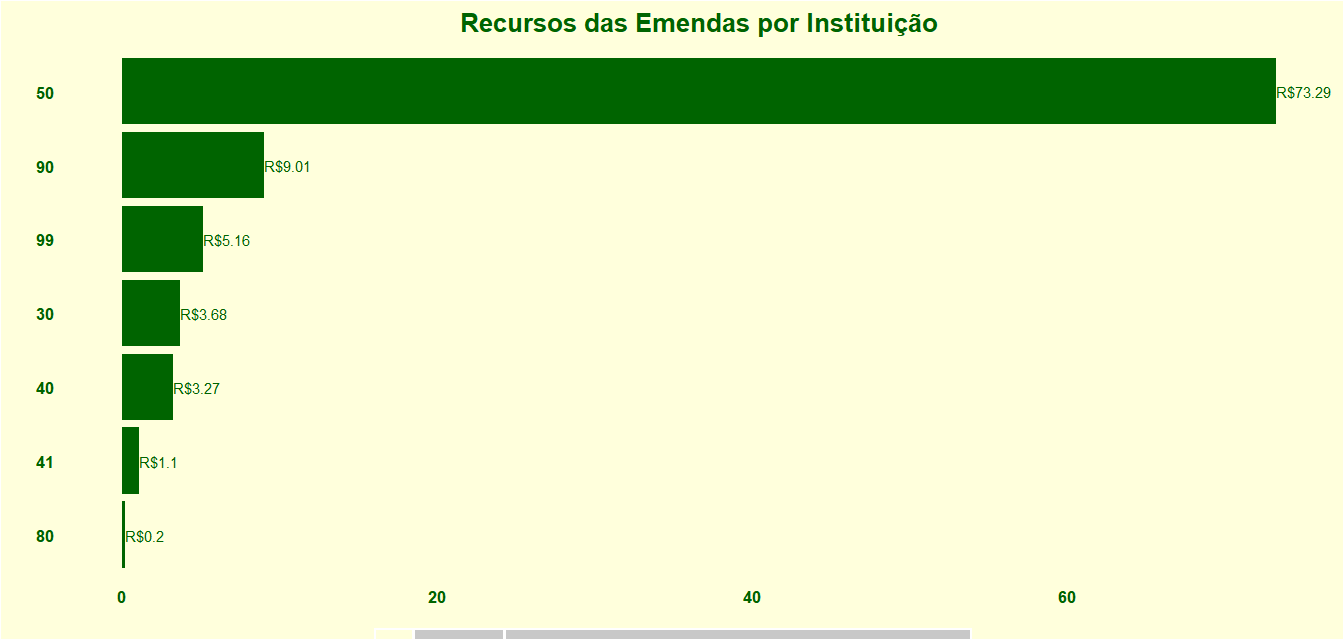 Recursos das Emendas por Instituição
50 R$73.29
90 R$9.01
99 R$5.16
30 R$3.68
40 R$3.27
41 R$1.1
80 R$0.2
0 20 40 60